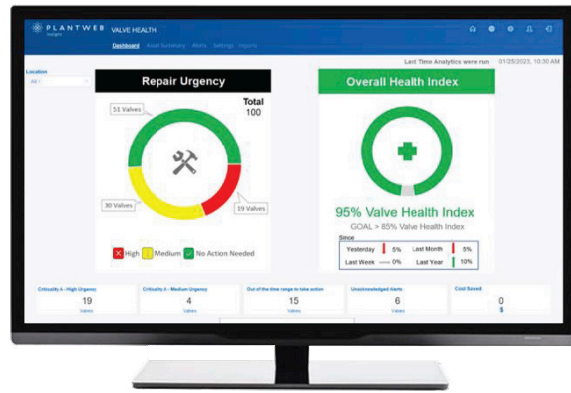 PLANTWEB
Insight
VALVE HEALTH
Dashboard Asset Summary Alerts Settings Imports
Last Time Analytics were run 01/25/2023, 10:30 AM
Location
All
Repair Urgency
Total
100
51 Valves
30 Valves
19 Valves
High Medium No Action Needed
Overall Health Index
95% Valve Health Index
GOAL > 85% Valve Health Index
Since
Yesterday 5% Last Month 5%
Last Week 0% Last Year 10%
Criticality A - High Urgency
19
Valves
Criticality A - Medium Urgency
4
Valves
Out of the time range to take action
15
Valves
Unacknowledged Alerts
6
Valves
Cost Saved
0
$